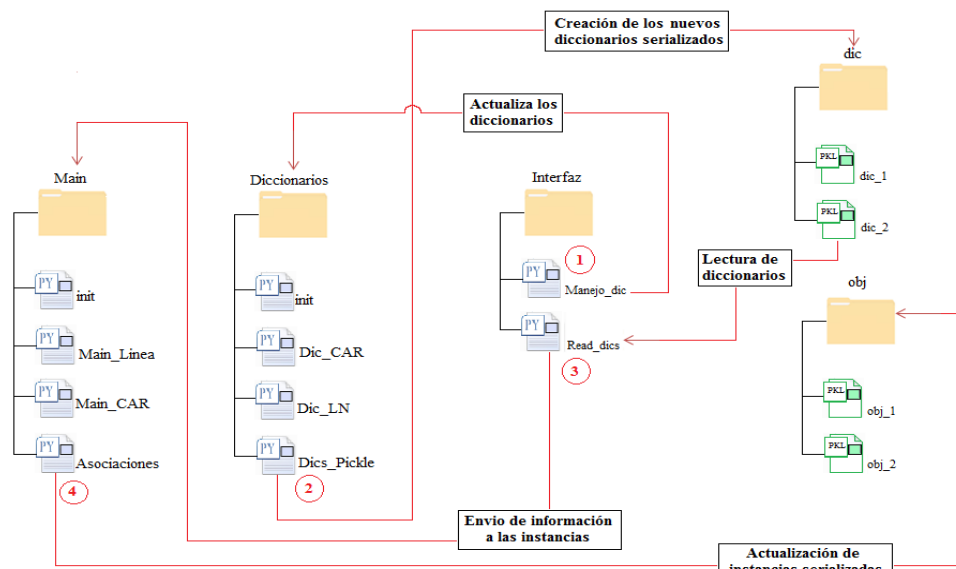 Creación de los nuevos
diccionarios serializados
dic
Actualiza los
diccionarios
PKL
dic_1
PKL
dic_2
Main
Diccionarios
Interfaz
Lectura de
diccionarios
1
PY
init
PY
init
PY
Manejo_dic
obj
PY
Main_Linea
PY
Dic_CAR
PY
Read_dics
3
PY
Main_CAR
PY
Dic_LN
PKL
obj_1
PY
Asociaciones
4
PY
Dics_Pickle
2
PKL
obj_2
Envio de información
a las instancias
Actualización de
instancias serializadas